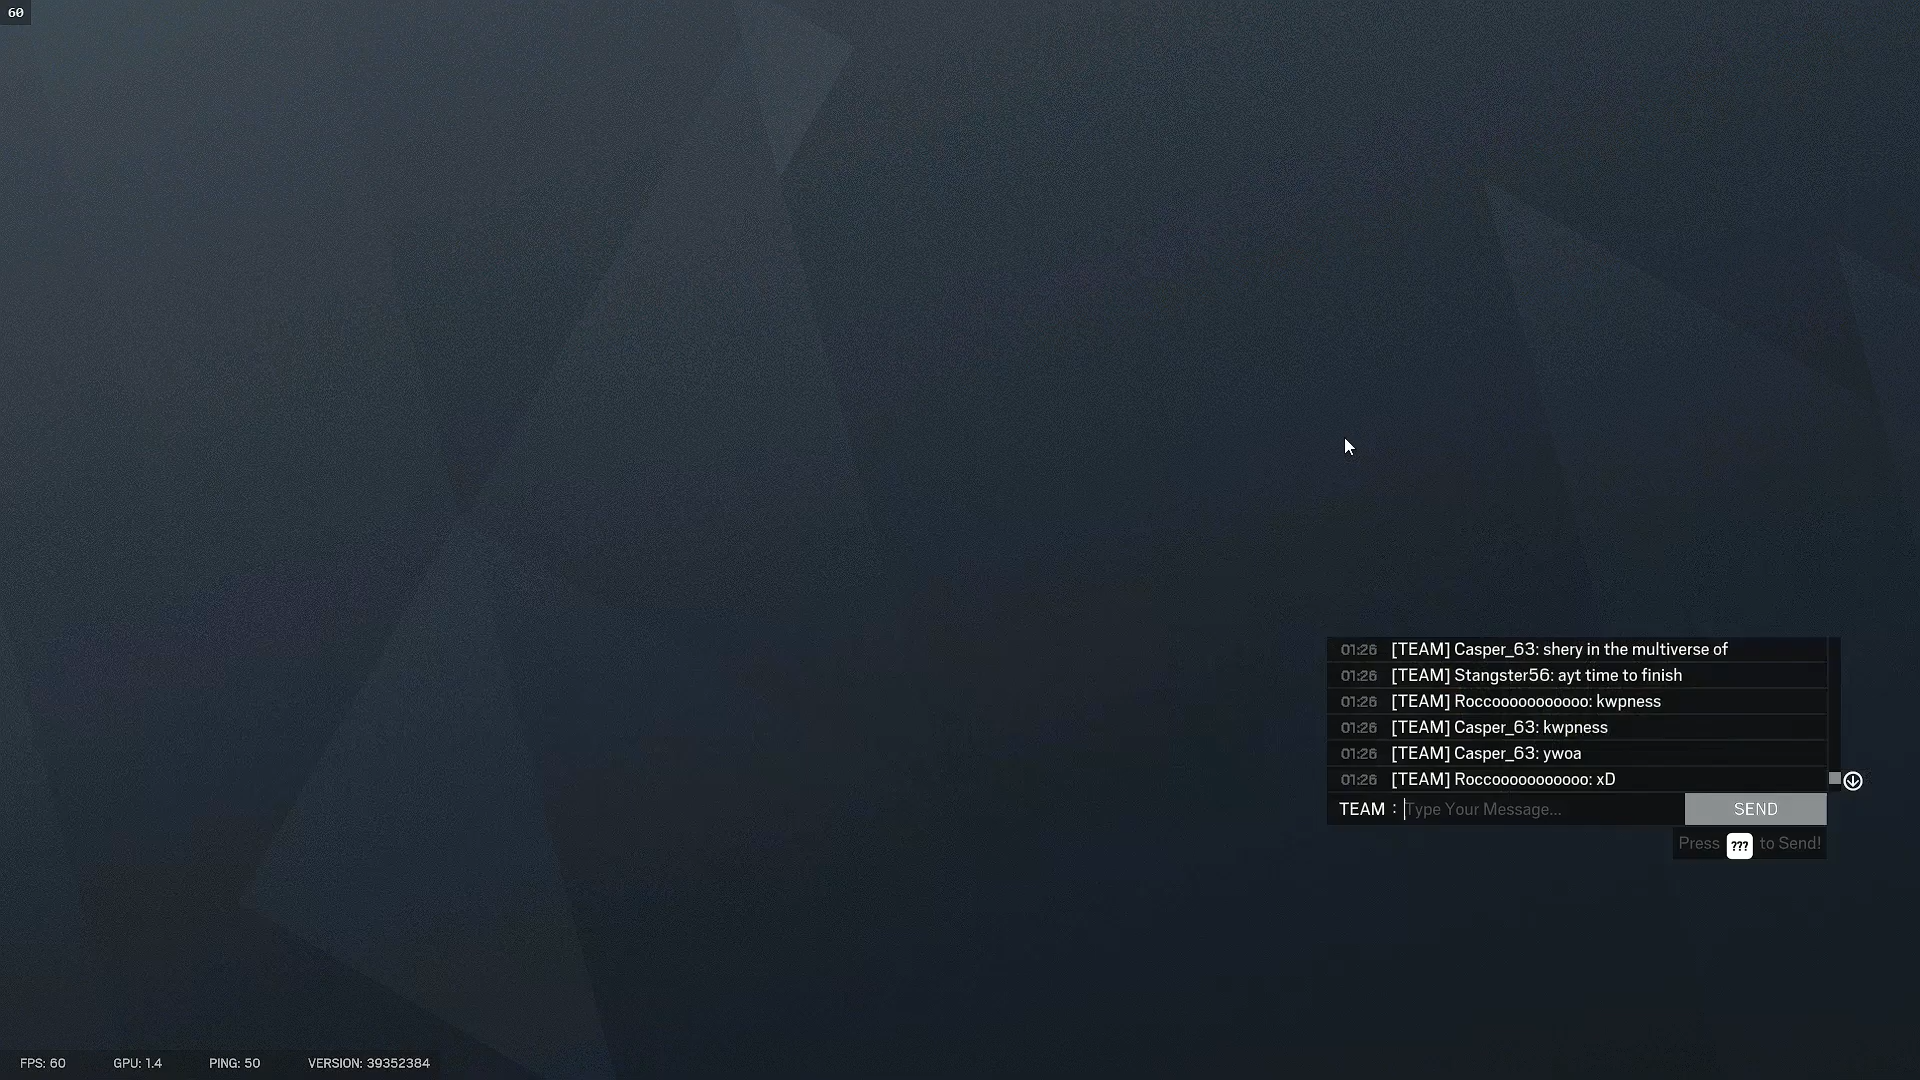 60
01:26 [TEAM] Casper_63: shery in the multiverse of
01:26 [TEAM] Stangster56: ayt time to finish
01:26 [TEAM] Roccooooooooooo: kwpness
01:26 [TEAM] Casper_63: kwpness
01:26 [TEAM] Casper_63: ywoa
01:26 [TEAM] Roccooooooooooo: xD
TEAM : Type Your Message... SEND
Press ??? to Send!
FPS: 60 GPU: 1.4 PING: 50 VERSION: 39352384